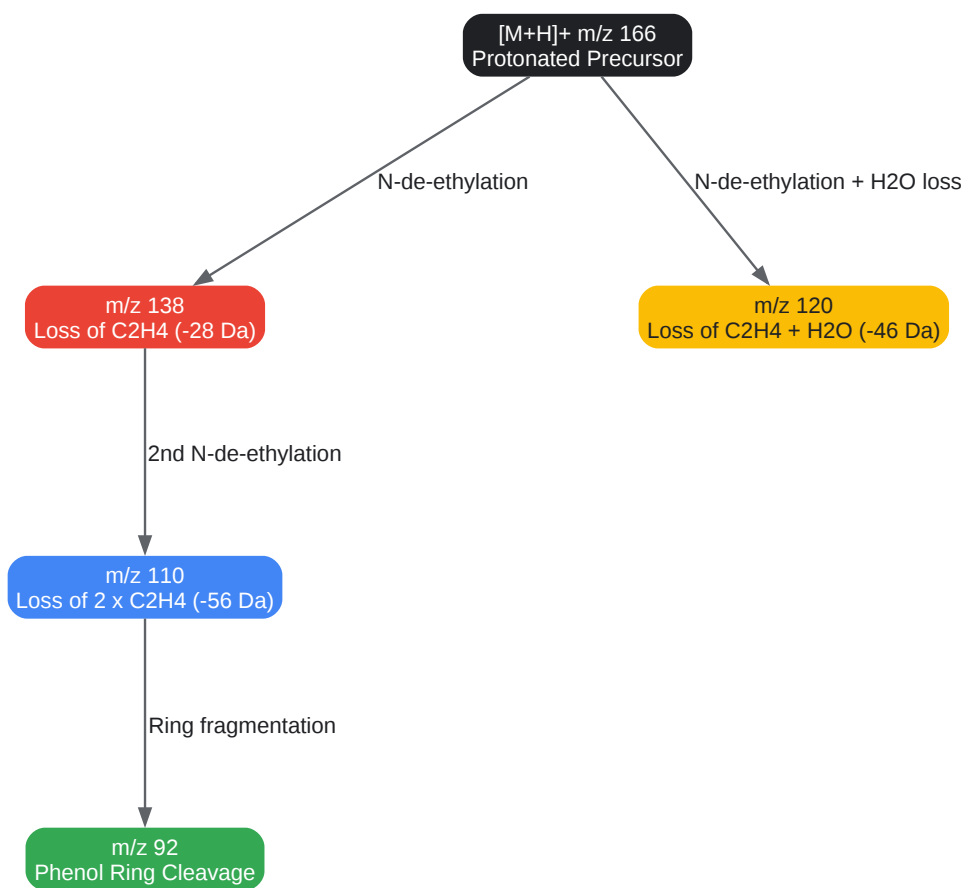 [M+H]+ m/z 166
Protonated Precursor
N-de-ethylation
N-de-ethylation + H2O loss
m/z 138
Loss of C2H4 (-28 Da)
m/z 120
Loss of C2H4 + H2O (-46 Da)
2nd N-de-ethylation
m/z 110
Loss of 2 x C2H4 (-56 Da)
Ring fragmentation
m/z 92
Phenol Ring Cleavage